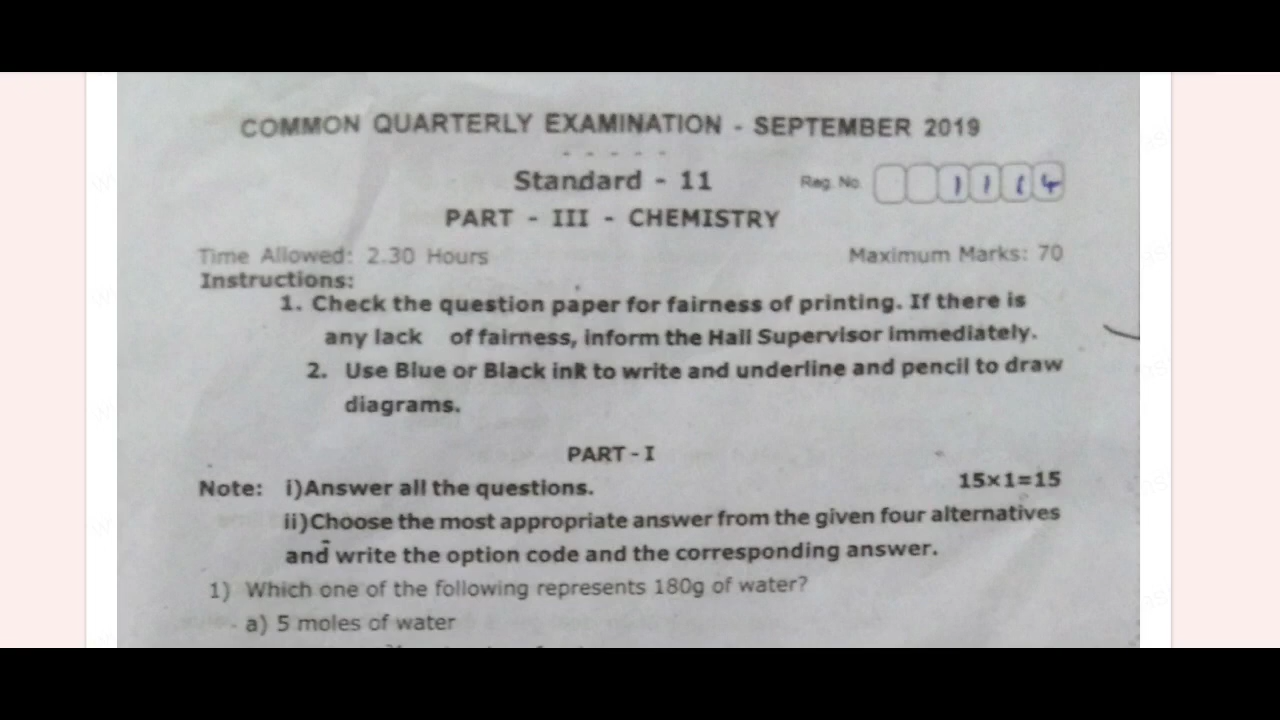 COMMON QUARTERLY EXAMINATION - SEPTEMBER 2019
- - - - -
Standard - 11
Reg. No. 1 1 1 4
PART - III - CHEMISTRY
Time Allowed: 2.30 Hours Maximum Marks: 70
Instructions:
1. Check the question paper for fairness of printing. If there is
any lack of fairness, inform the Hall Supervisor immediately.
2. Use Blue or Black ink to write and underline and pencil to draw
diagrams.
PART - I
Note: i)Answer all the questions. 15x1=15
ii)Choose the most appropriate answer from the given four alternatives
and write the option code and the corresponding answer.
1) Which one of the following represents 180g of water?
a) 5 moles of water